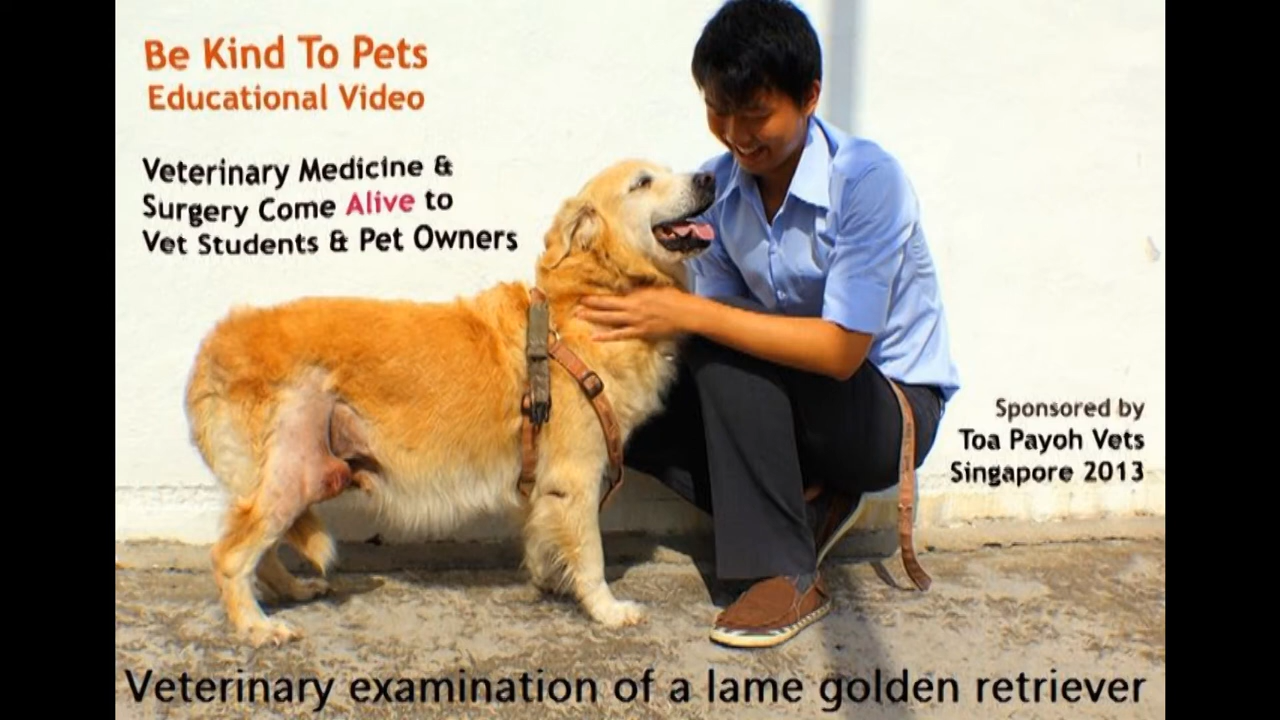 Be Kind To Pets
Educational Video
Veterinary Medicine &
Surgery Come Alive to
Vet Students & Pet Owners
Sponsored by
Toa Payoh Vets
Singapore 2013
Veterinary examination of a lame golden retriever